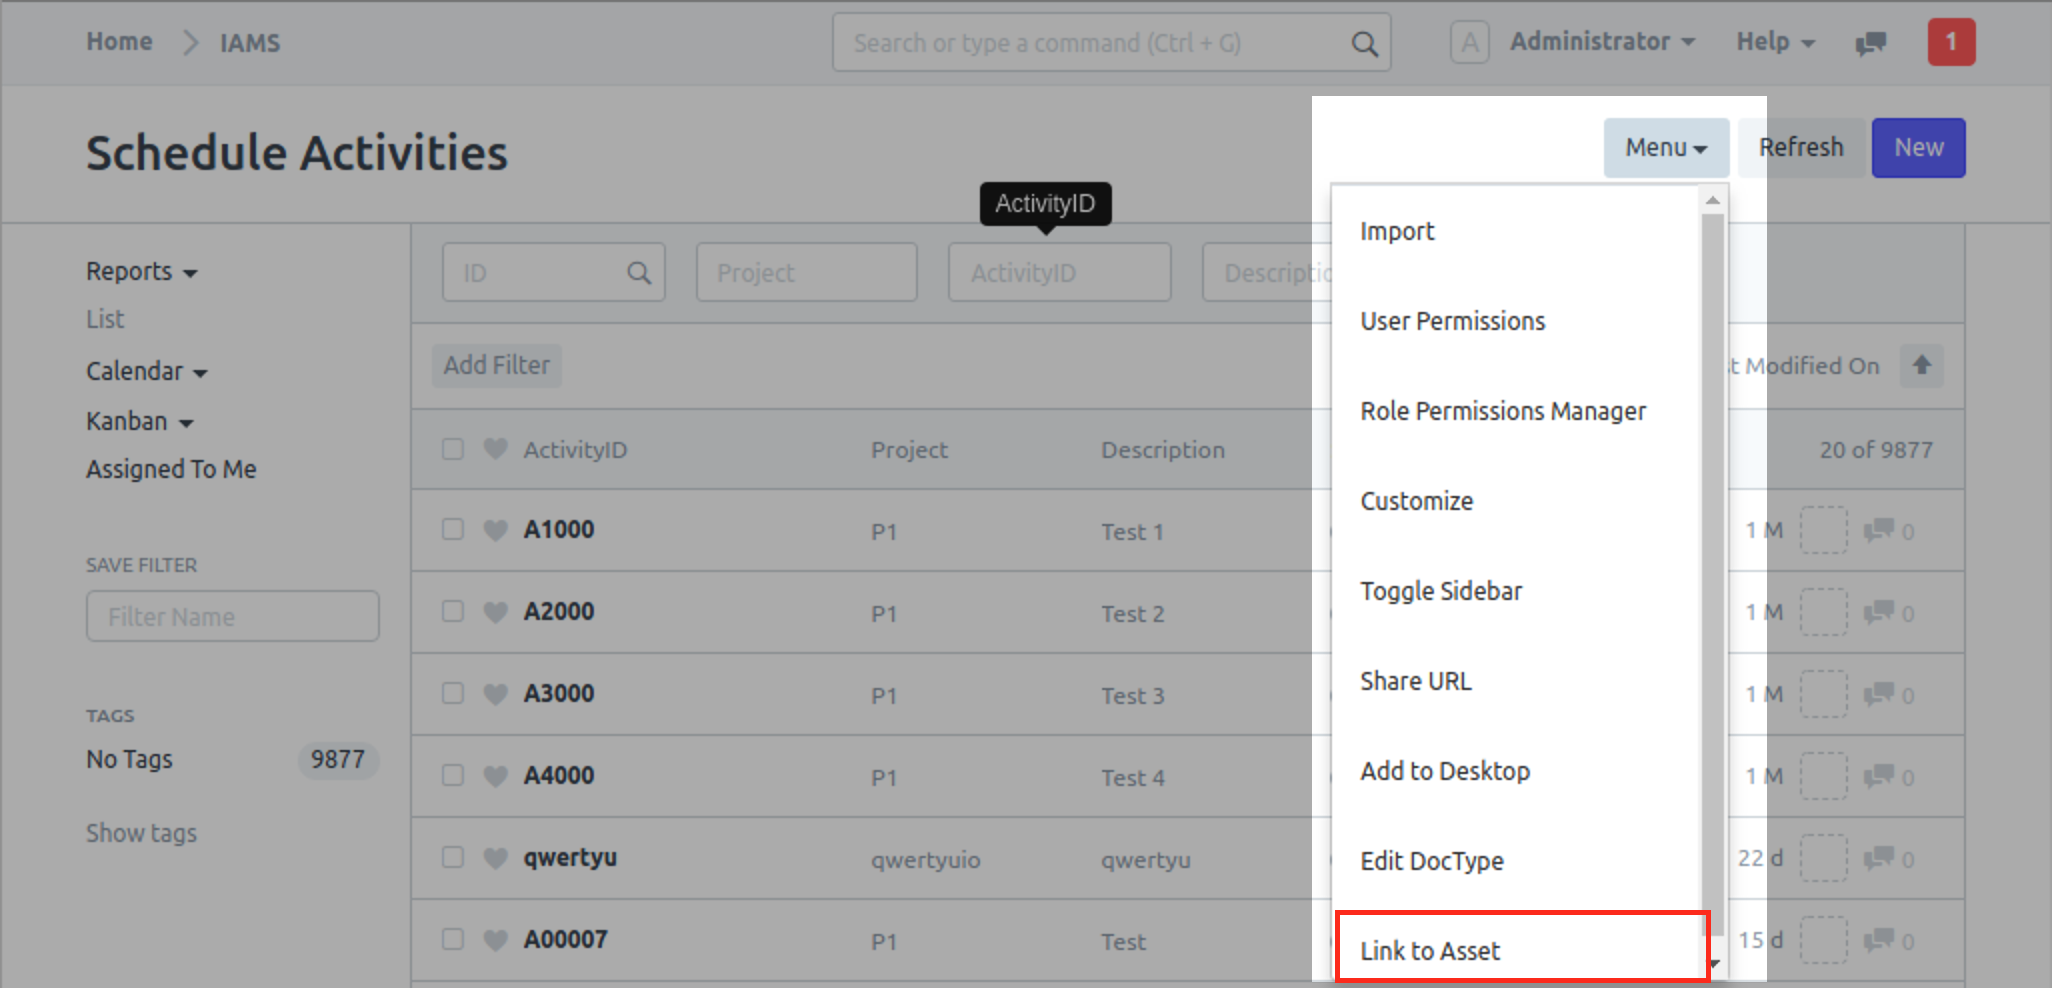 Home IAMS Search or type a command (Ctrl + G) A Administrator Help 1
Schedule Activities Menu Refresh New
ActivityID
Reports
List
Calendar
Kanban
Assigned To Me
SAVE FILTER
Filter Name
TAGS
No Tags 9877
Show tags
ID Project ActivityID
Add Filter Modified On
ActivityID Project Description 20 of 9877
A1000 P1 Test 1 1 M 0
A2000 P1 Test 2 1 M 0
A3000 P1 Test 3 1 M 0
A4000 P1 Test 4 1 M 0
qwertyu qwertyuio qwertyu 22 d 0
A00007 P1 Test 15 d 0
Import
User Permissions
Role Permissions Manager
Customize
Toggle Sidebar
Share URL
Add to Desktop
Edit DocType
Link to Asset